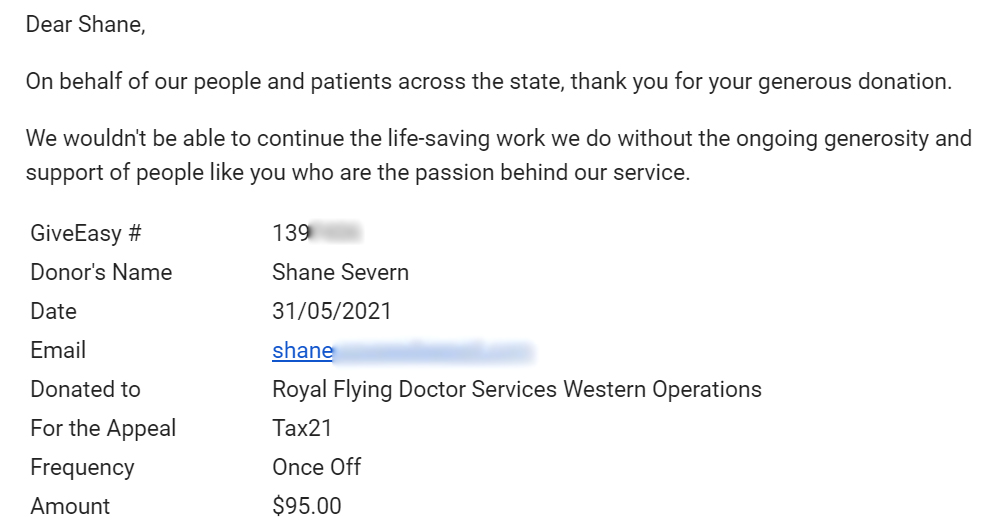 Dear Shane,
On behalf of our people and patients across the state, thank you for your generous donation.
We wouldn't be able to continue the life-saving work we do without the ongoing generosity and
support of people like you who are the passion behind our service.
GiveEasy # 139
Donor's Name Shane Severn
Date 31/05/2021
Email shane
Donated to Royal Flying Doctor Services Western Operations
For the Appeal Tax21
Frequency Once Off
Amount $95.00